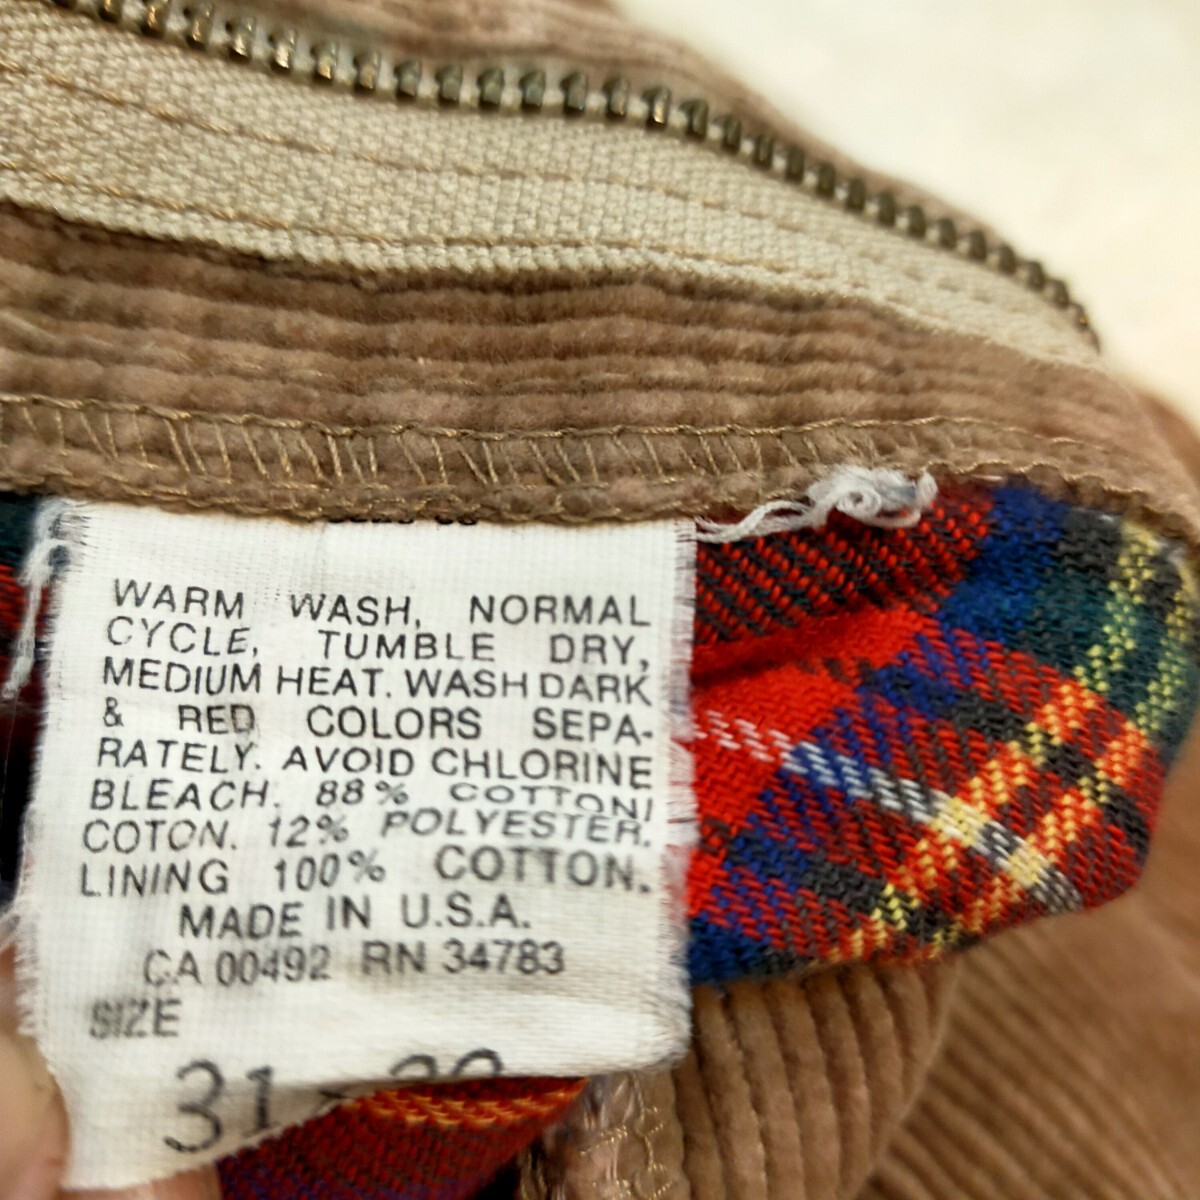 WARM WASH, NORMAL
CYCLE, TUMBLE DRY,
MEDIUM HEAT. WASH DARK
& RED COLORS SEPA-
RATELY. AVOID CHLORINE
BLEACH. 88% COTTON/
COTON. 12% POLYESTER.
LINING 100% COTTON.
MADE IN U.S.A.
CA 00492 RN 34783
SIZE
31